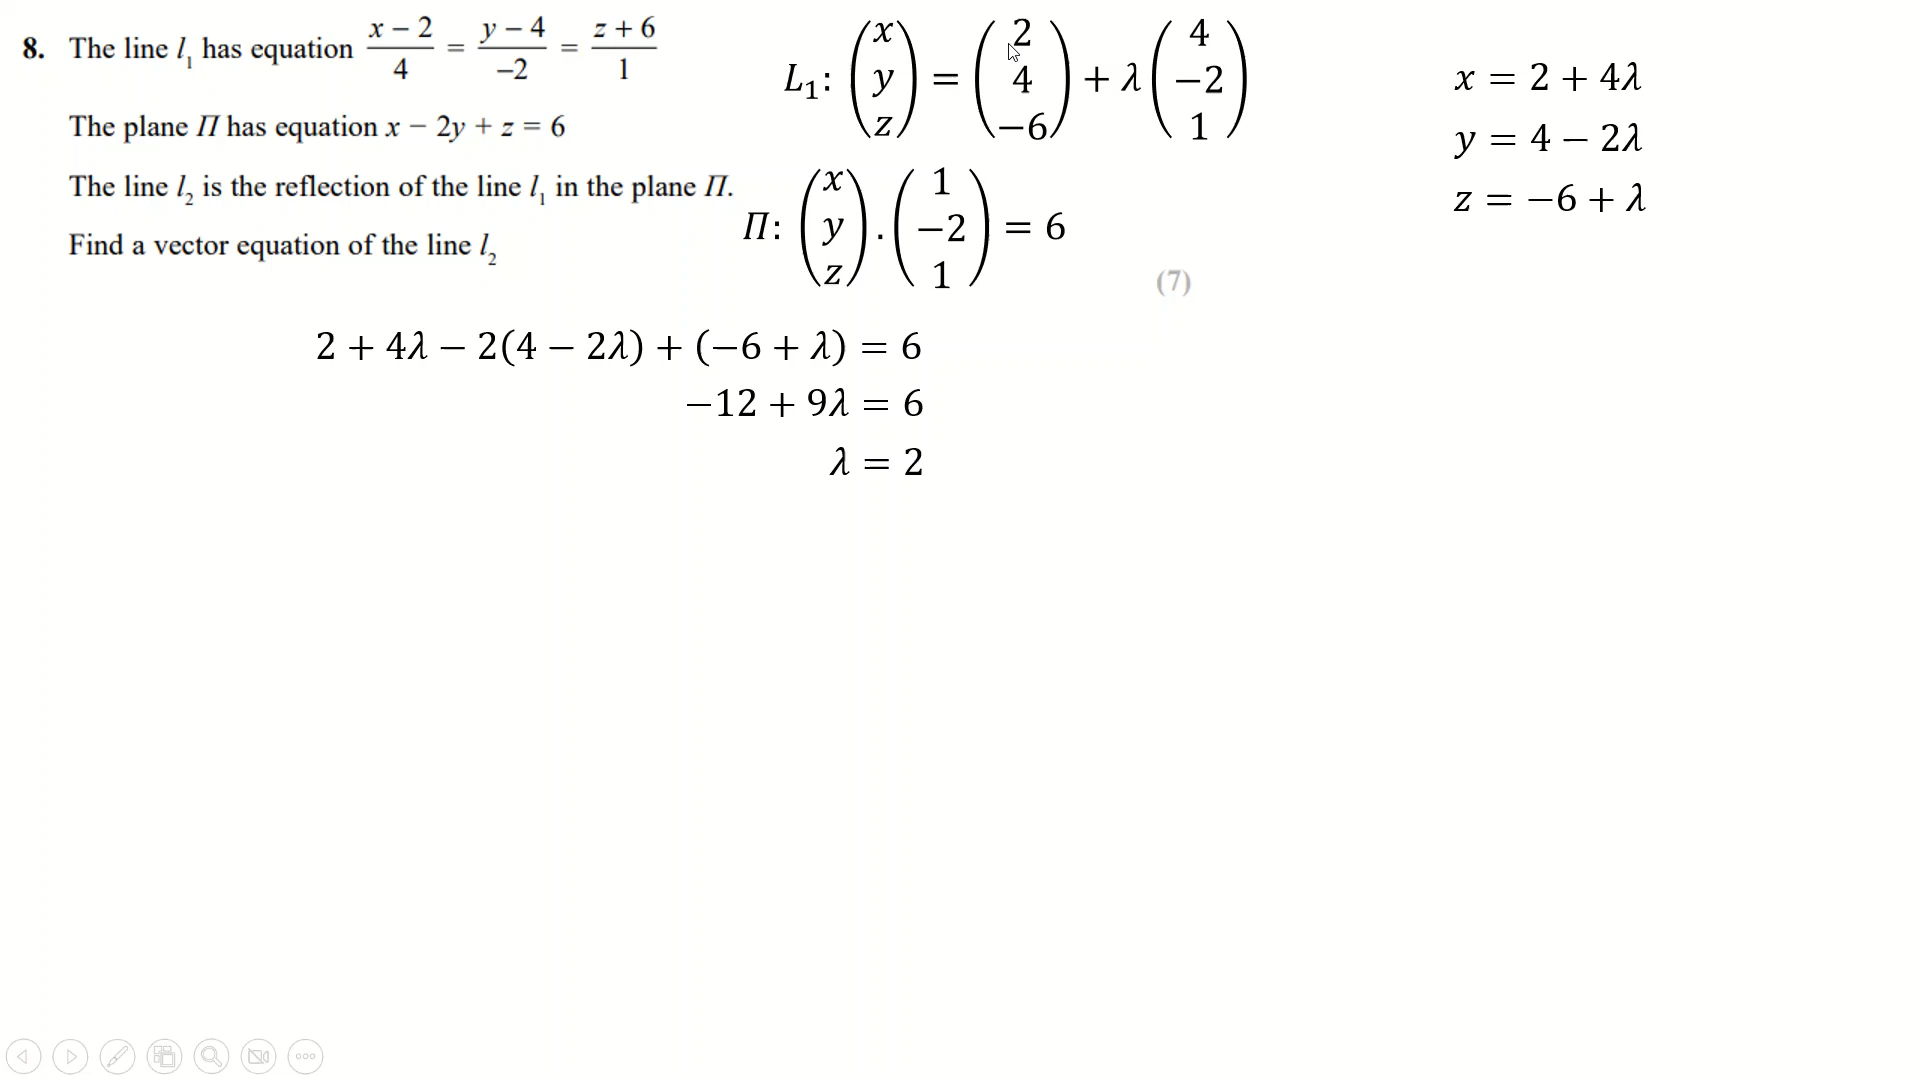 8. The line l₁ has equation (x − 2)/4 = (y − 4)/−2 = (z + 6)/1
The plane Π has equation x − 2y + z = 6
The line l₂ is the reflection of the line l₁ in the plane Π.
Find a vector equation of the line l₂
(7)
L₁: (x y z) = (2 4 −6) + λ (4 −2 1)
Π: (x y z) . (1 −2 1) = 6
x = 2 + 4λ
y = 4 − 2λ
z = −6 + λ
2 + 4λ − 2(4 − 2λ) + (−6 + λ) = 6
−12 + 9λ = 6
λ = 2